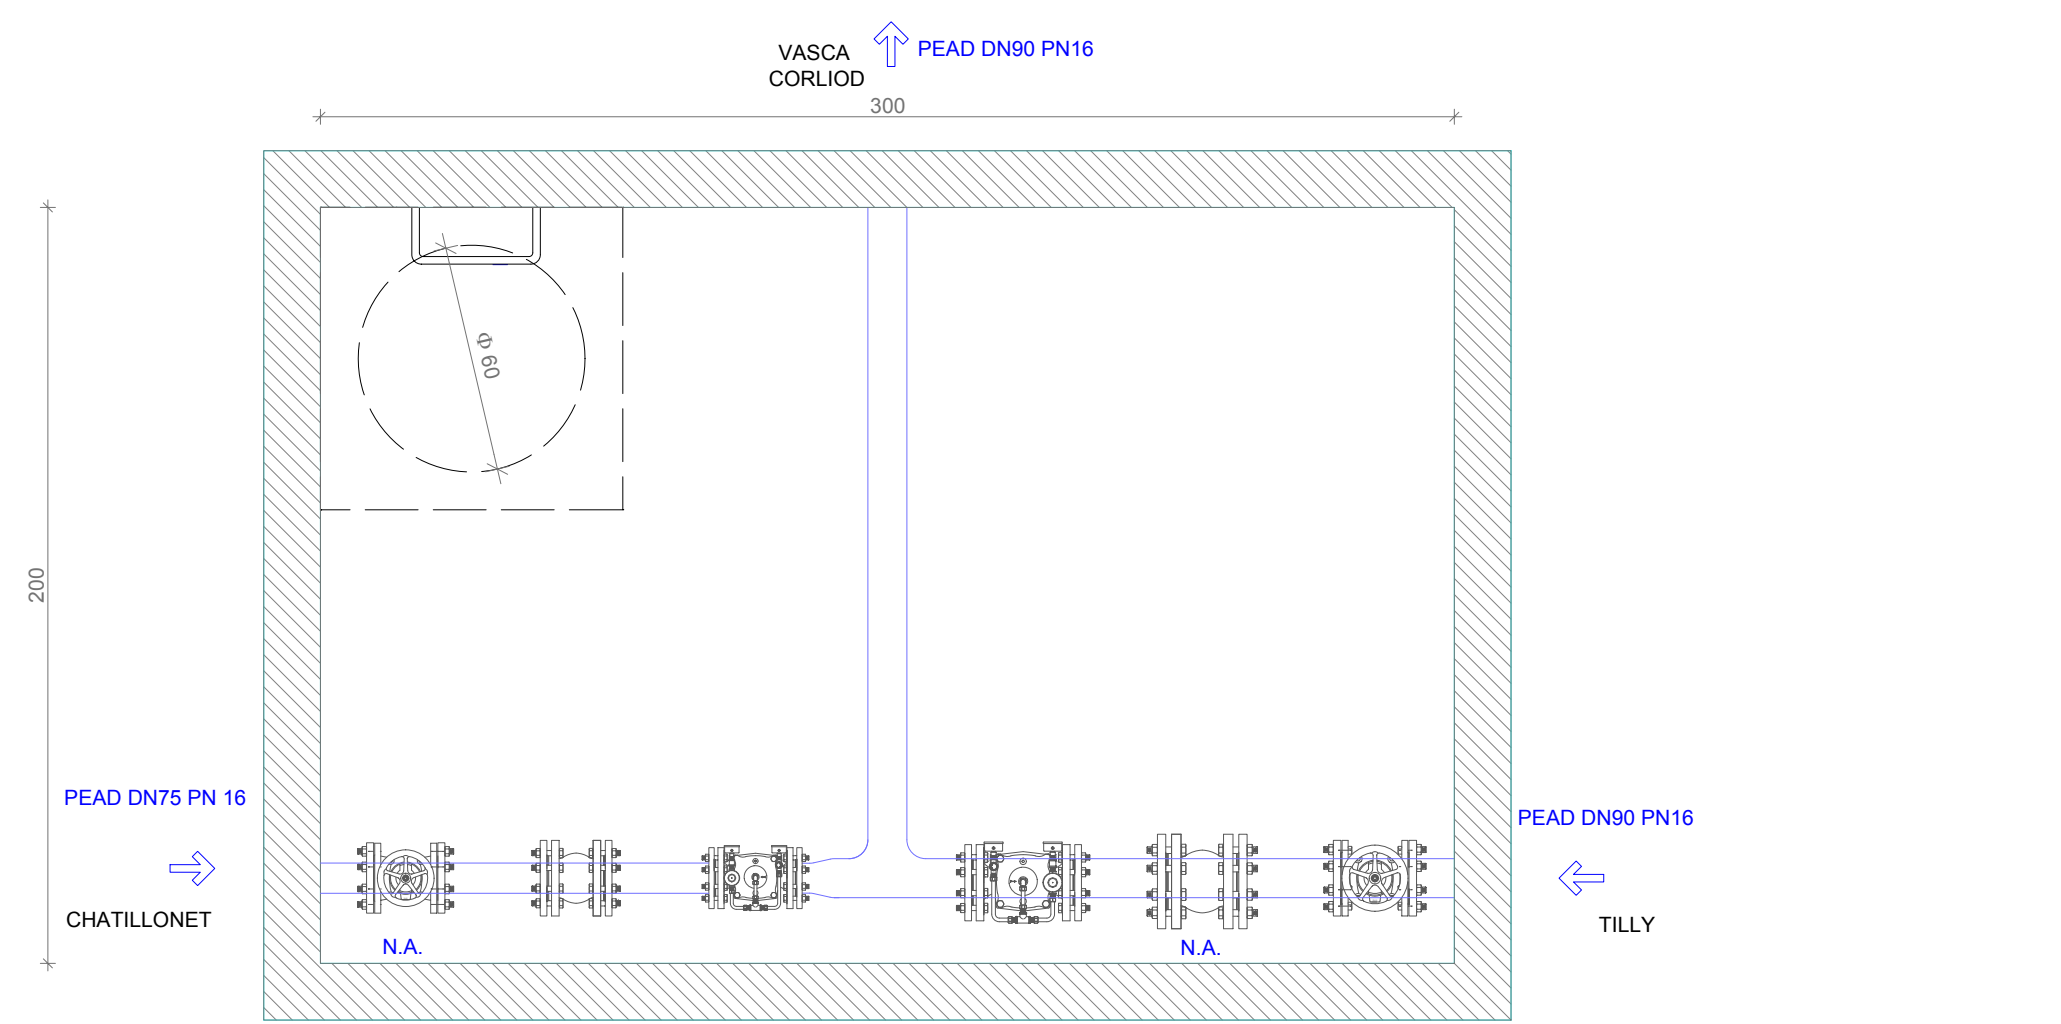 VASCA
CORLIOD
PEAD DN90 PN16
300
Φ 60
200
PEAD DN75 PN 16
CHATILLONET
N.A.
N.A.
PEAD DN90 PN16
TILLY